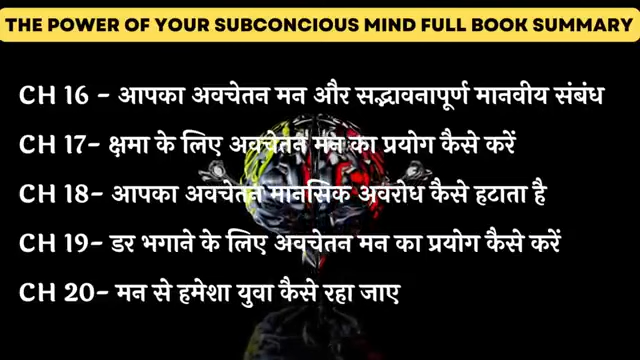 THE POWER OF YOUR SUBCONCIOUS MIND FULL BOOK SUMMARY
CH 16 - आपका अवचेतन मन और सद्भावनापूर्ण मानवीय संबंध
CH 17- क्षमा के लिए अवचेतन मन का प्रयोग कैसे करें
CH 18- आपका अवचेतन मानसिक अवरोध कैसे हटाता है
CH 19- डर भगाने के लिए अवचेतन मन का प्रयोग कैसे करें
CH 20- मन से हमेशा युवा कैसे रहा जाए